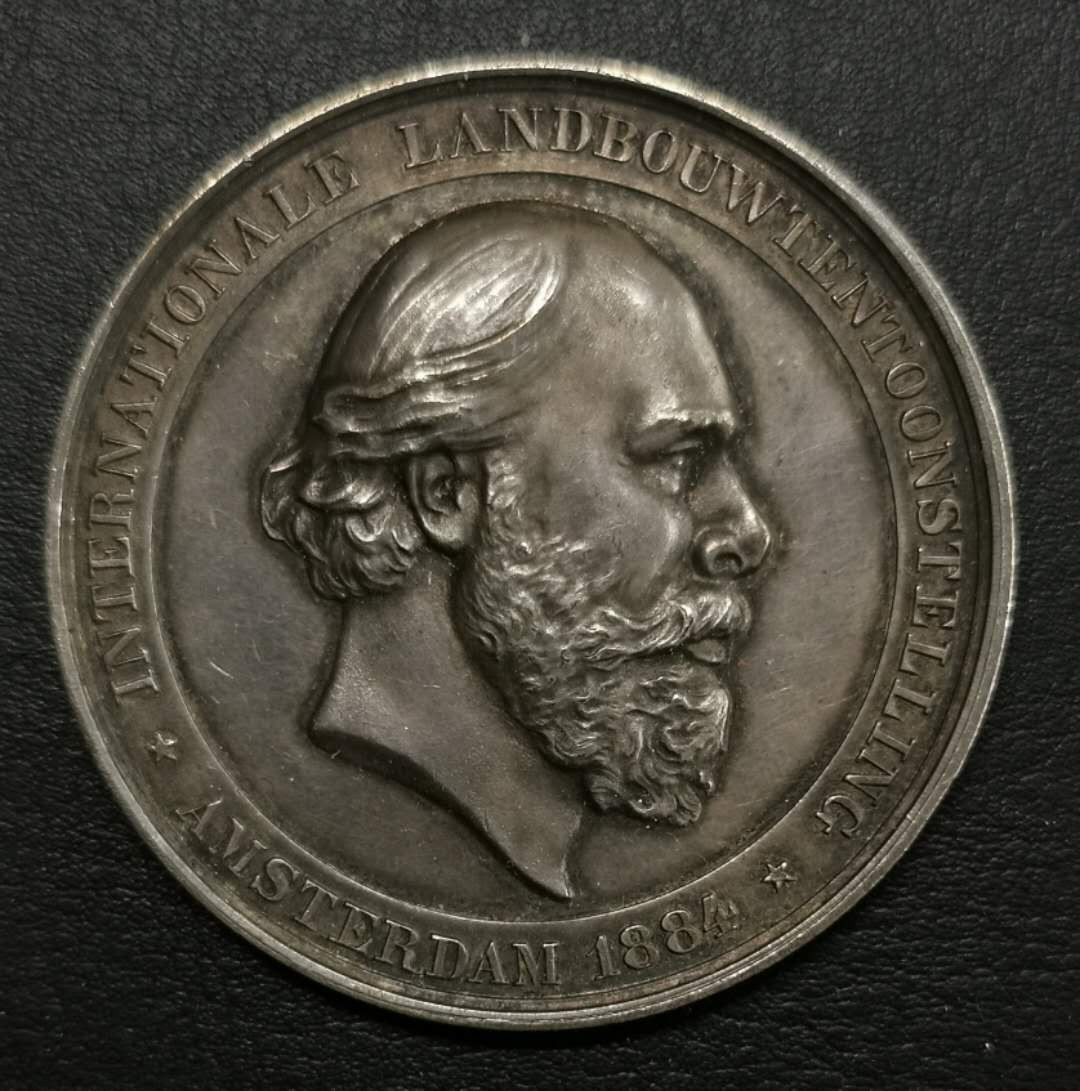 INTERNATIONALE LANDBOUWTENTOONSTELLING
AMSTERDAM 1884